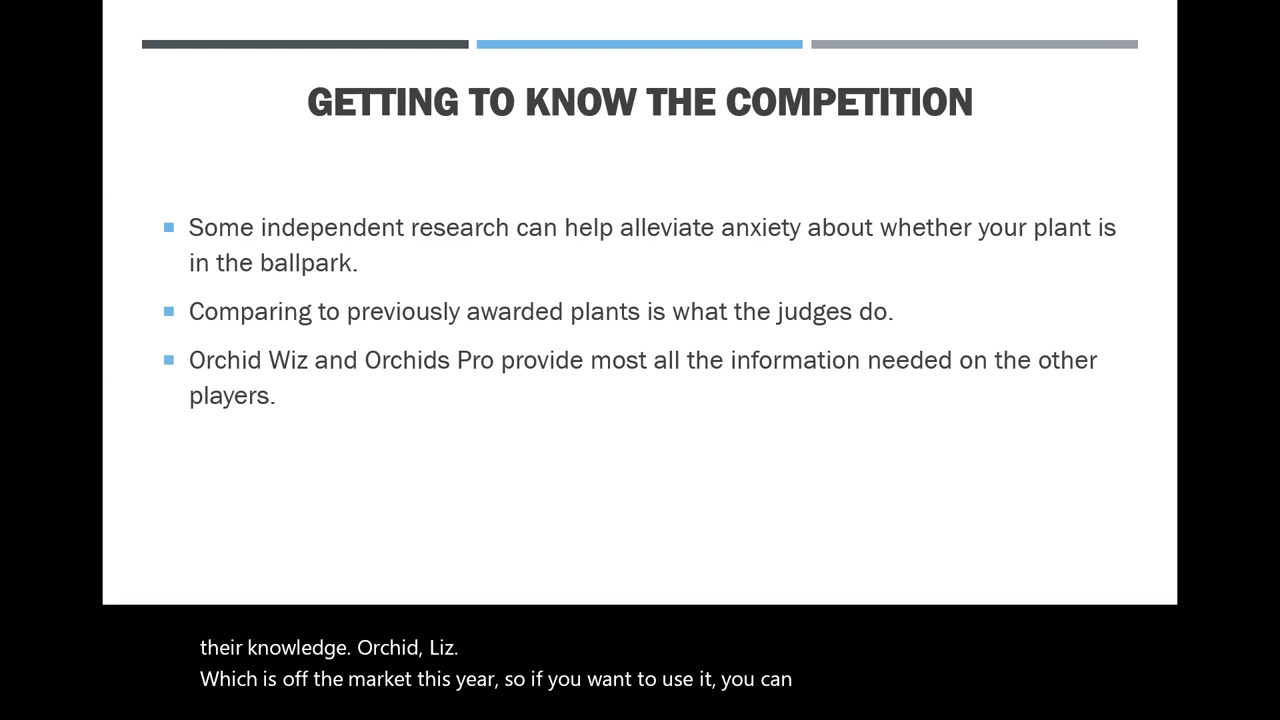 GETTING TO KNOW THE COMPETITION
Some independent research can help alleviate anxiety about whether your plant is
in the ballpark.
Comparing to previously awarded plants is what the judges do.
Orchid Wiz and Orchids Pro provide most all the information needed on the other
players.
their knowledge. Orchid, Liz.
Which is off the market this year, so if you want to use it, you can